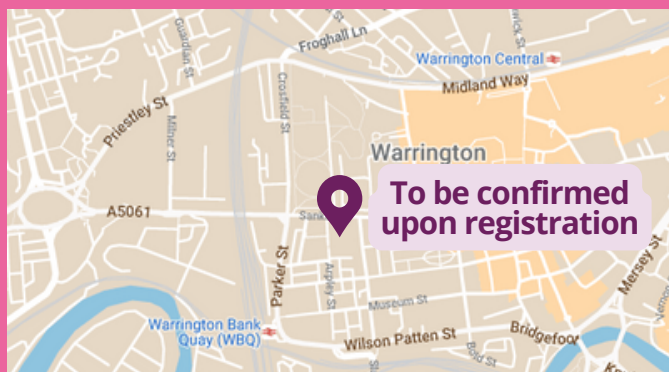 Froghall Ln
Guardian St
Warrington Central
Midland Way
Crosfield St
Priestley St
Milner St
Warrington
To be confirmed
upon registration
A5061
Parker St
Arpley St
Mersey St
Museum St
Warrington Bank
Quay (WBQ)
Wilson Patten St
Bridgefoot
Bold St